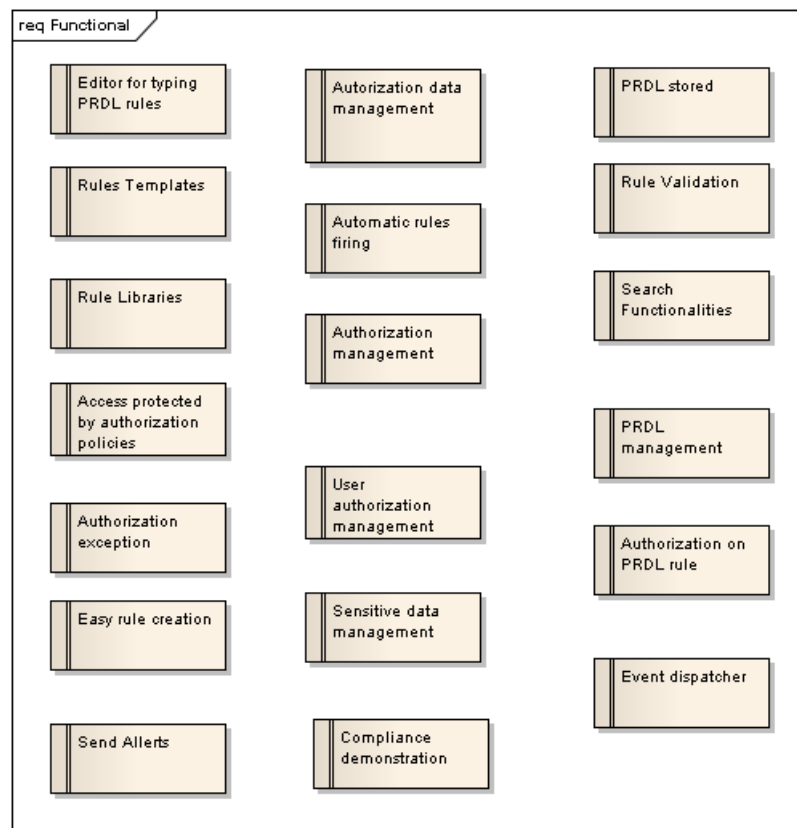 req Functional
Editor for typing
PRDL rules
Rules Templates
Rule Libraries
Access protected
by authorization
policies
Authorization
exception
Easy rule creation
Send Allerts
Autorization data
management
Automatic rules
firing
Authorization
management
User
authorization
management
Sensitive data
management
Compliance
demonstration
PRDL stored
Rule Validation
Search
Functionalities
PRDL
management
Authorization on
PRDL rule
Event dispatcher